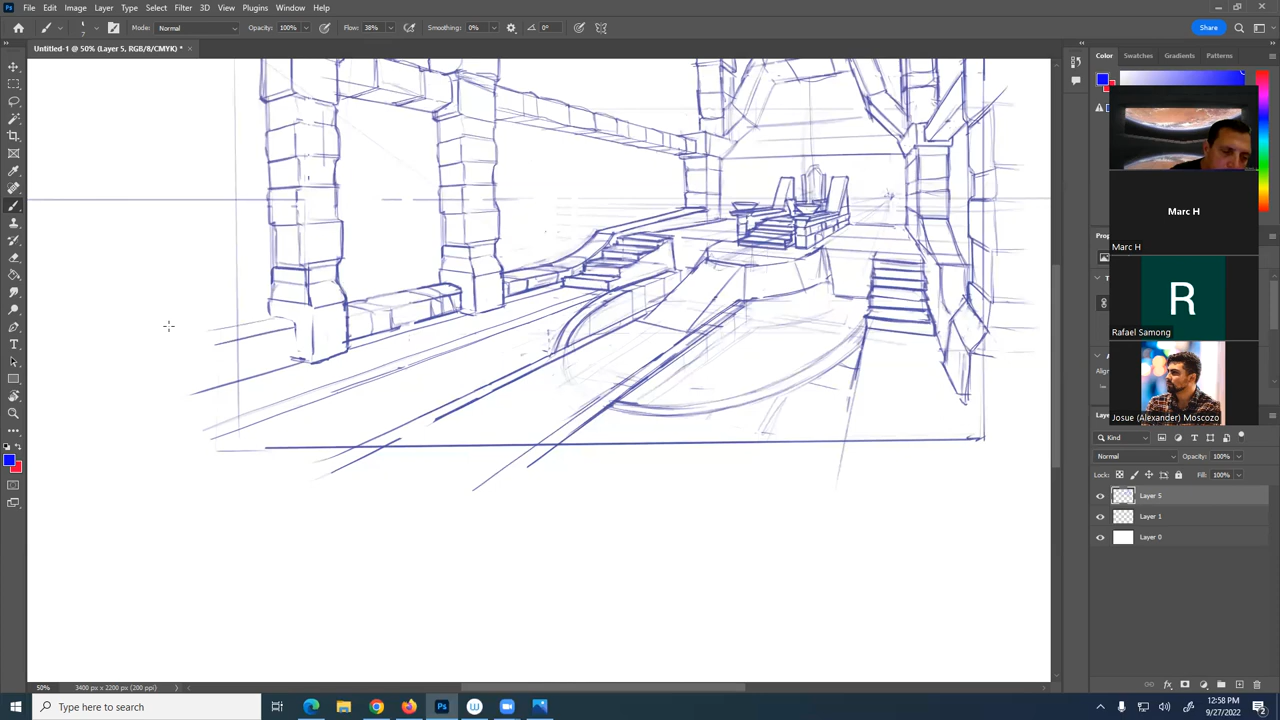 File Edit Image Layer Type Select Filter 3D View Plugins Window Help
7 Mode: Normal Opacity: 100% Flow: 38% Smoothing: 0% 0° Share
Untitled-1 @ 50% (Layer 5, RGB/8/CMYK) *
Color Swatches Gradients Patterns
Marc H
Marc H
R
Rafael Samong
Josue (Alexander) Moscozo
Kind
Normal Opacity: 100%
Lock: Fill: 100%
Layer 5
Layer 1
Layer 0
50% 3400 px x 2200 px (200 ppi)
Type here to search
12:58 PM
9/27/2022